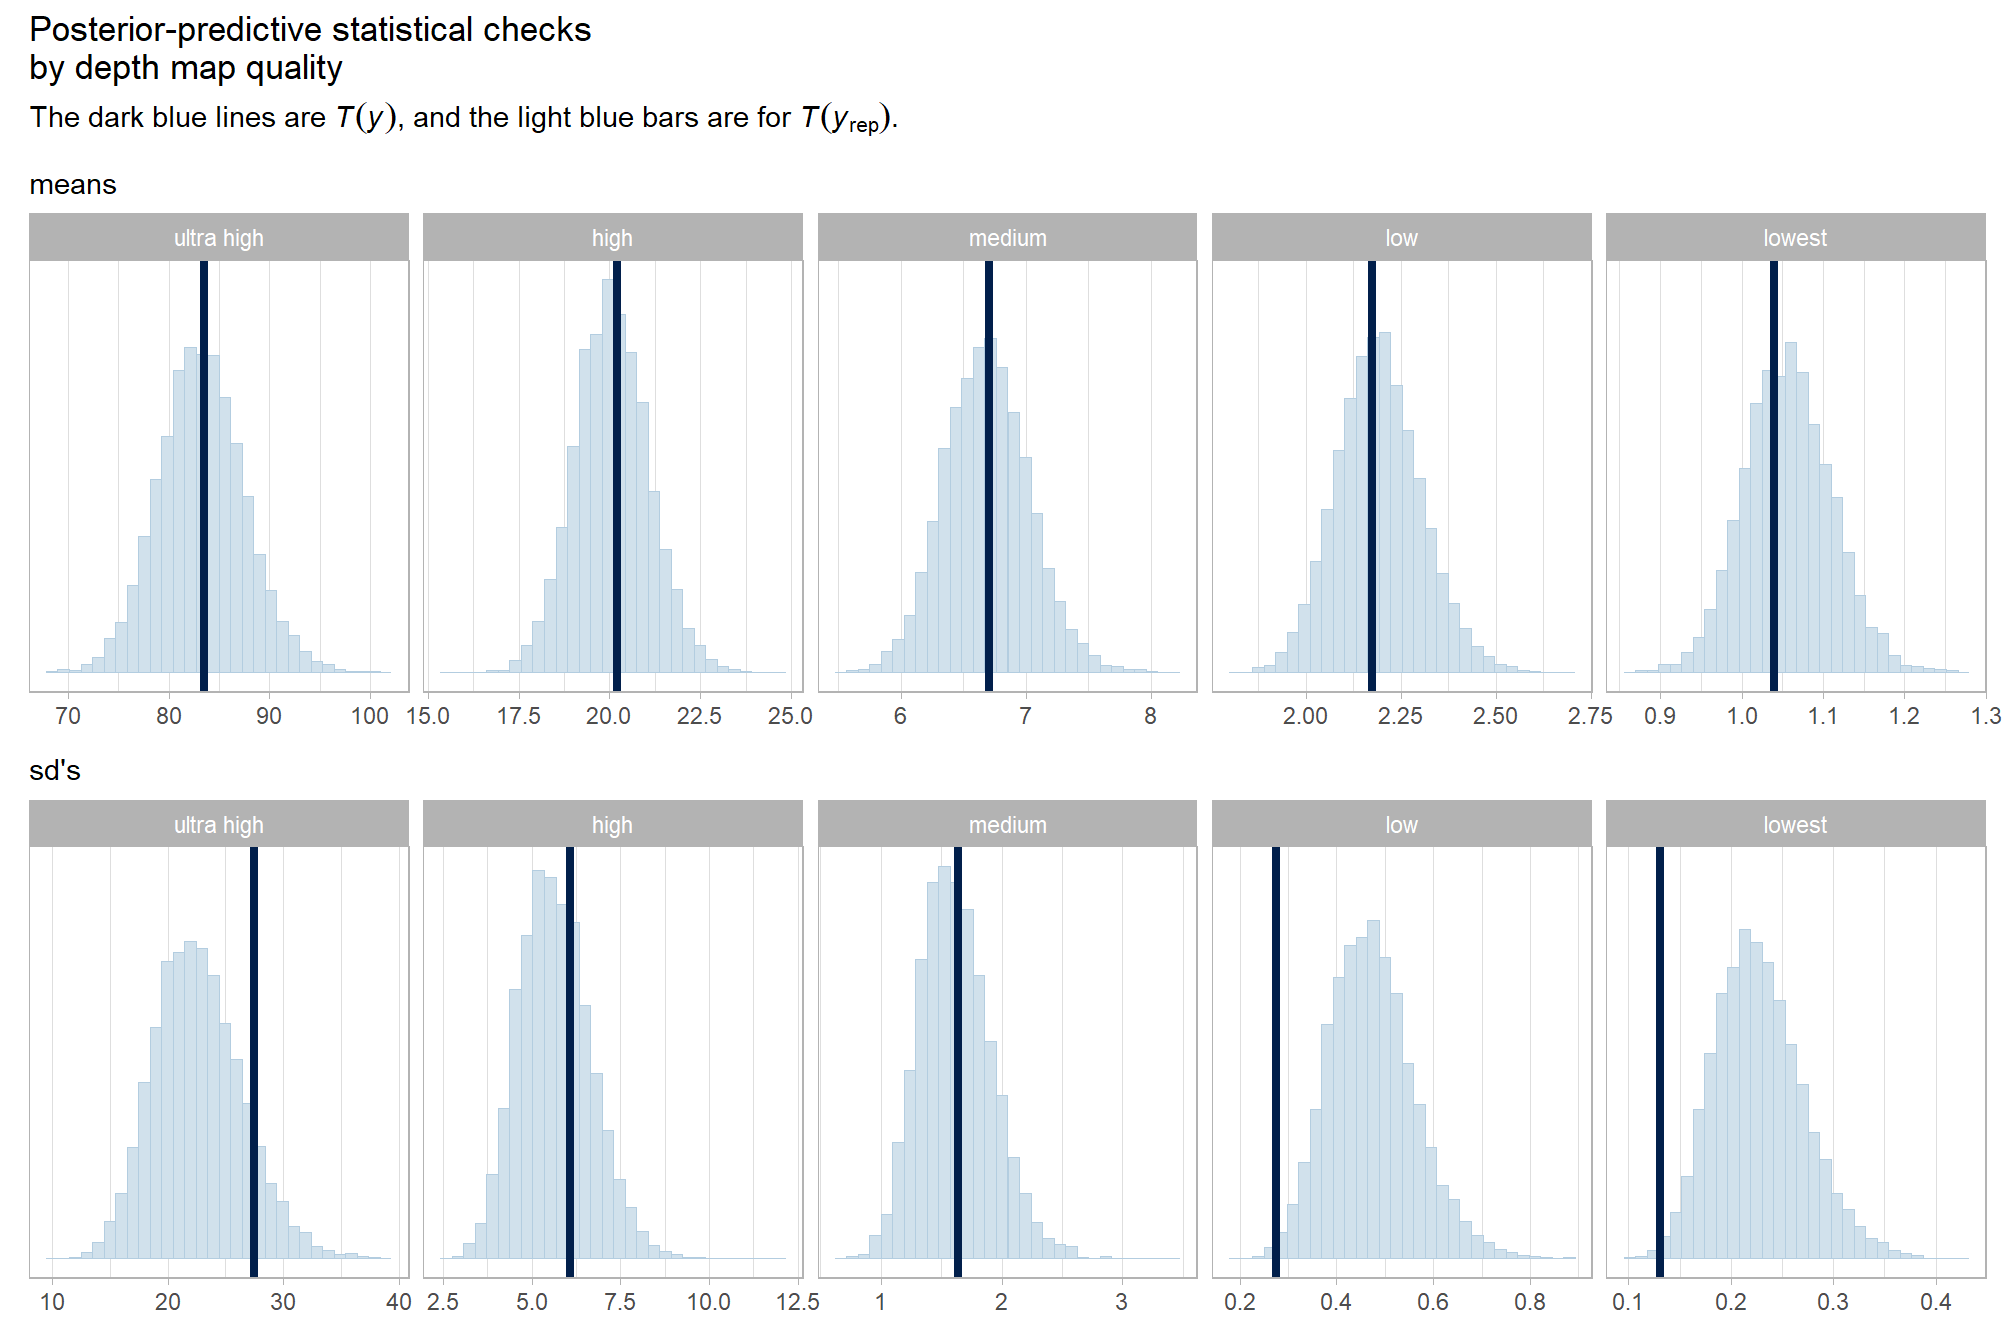 Posterior-predictive statistical checks
by depth map quality
The dark blue lines are T(y), and the light blue bars are for T(y_rep).
means
ultra high high medium low lowest
70 80 90 100 15.0 17.5 20.0 22.5 25.0 6 7 8 2.00 2.25 2.50 2.75 0.9 1.0 1.1 1.2 1.3
sd's
ultra high high medium low lowest
10 20 30 40 2.5 5.0 7.5 10.0 12.5 1 2 3 0.2 0.4 0.6 0.8 0.1 0.2 0.3 0.4